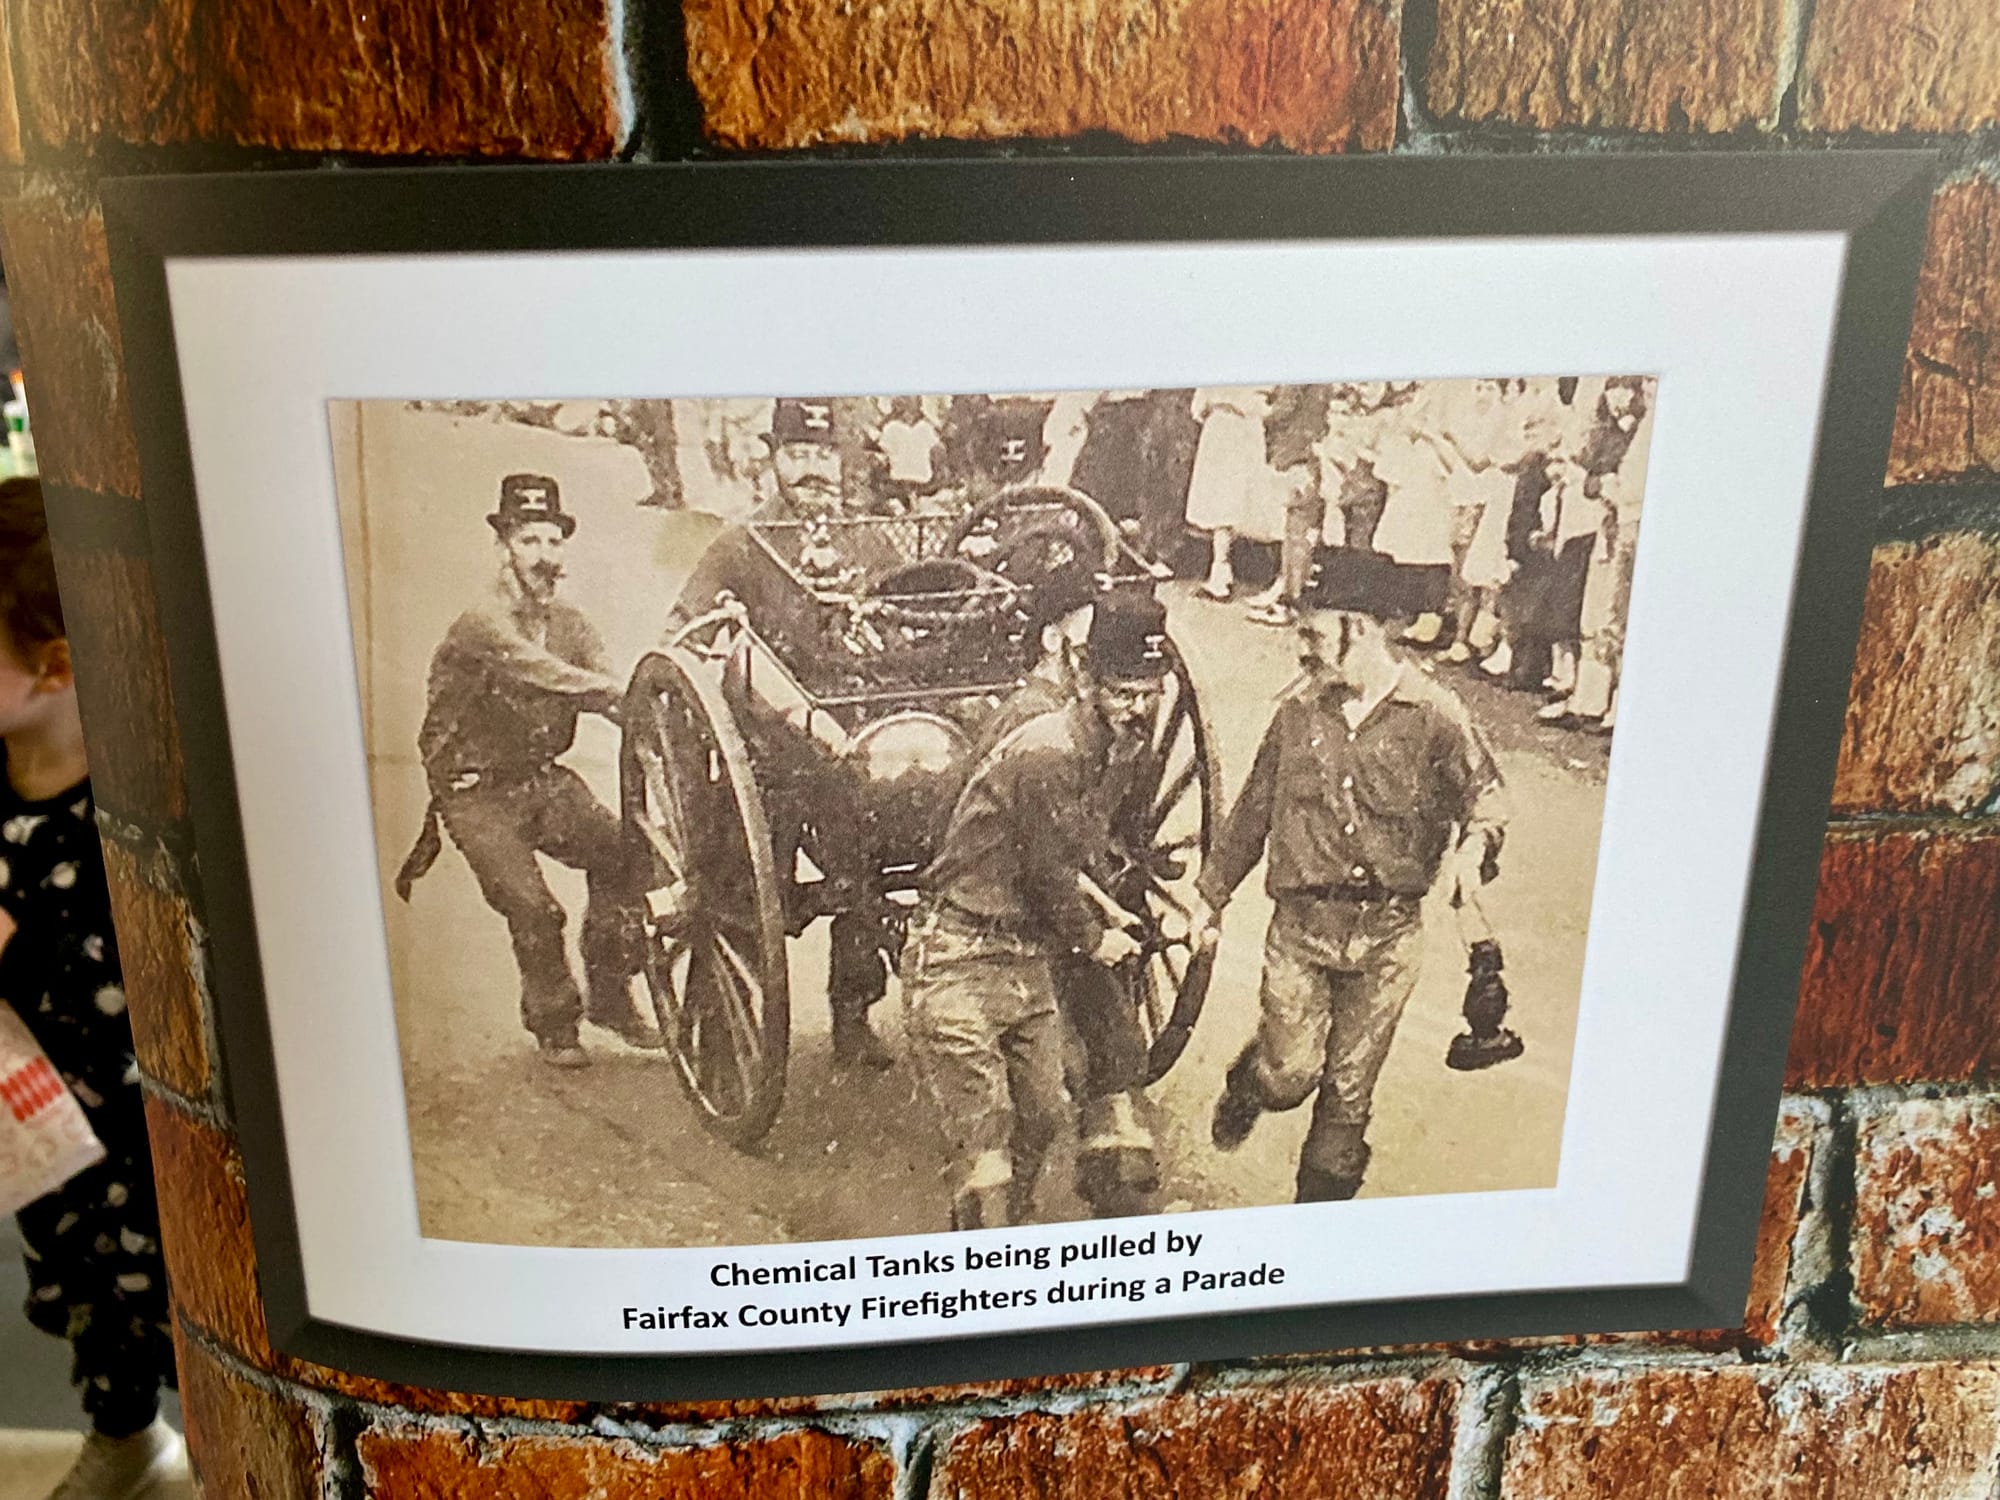 Chemical Tanks being pulled by
Fairfax County Firefighters during a Parade